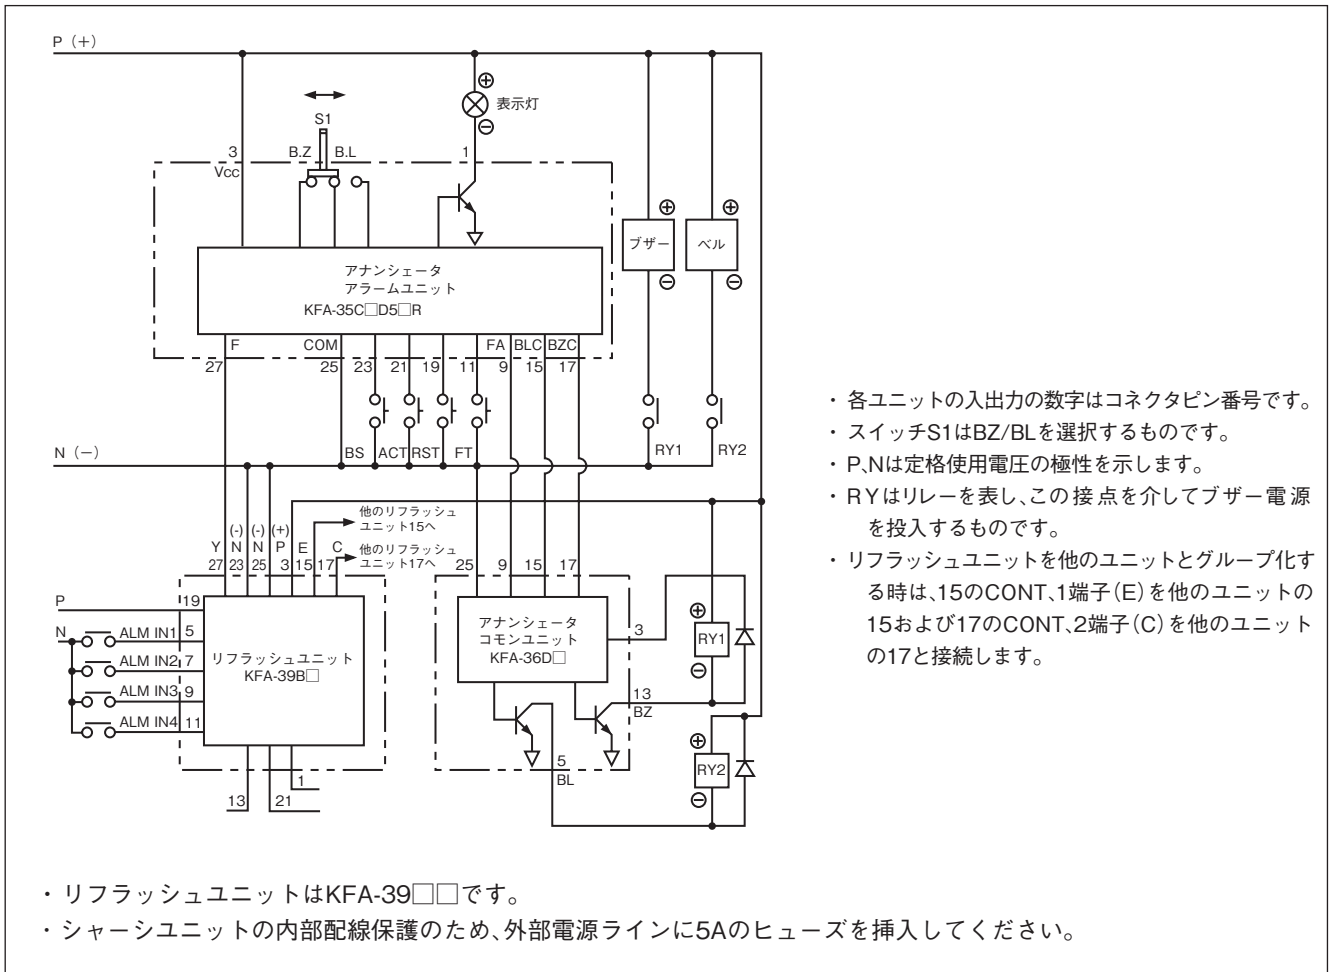 P（＋）
表示灯
S1
3 B.Z B.L 1
Vcc
ブザー ベル
アナンシェータ
アラームユニット
KFA-35C□D5□R
F COM FA BLC BZC
27 25 23 21 19 11 9 15 17
N（－） BS ACT RST FT RY1 RY2
・各ユニットの入出力の数字はコネクタピン番号です。
・スイッチS1はBZ/BLを選択するものです。
・P、Nは定格使用電圧の極性を示します。
・RYはリレーを表し、この接点を介してブザー電源
を投入するものです。
・リフラッシュユニットを他のユニットとグループ化す
る時は、15のCONT、1端子（E）を他のユニットの
15および17のCONT、2端子（C）を他のユニット
の17と接続します。
他のリフラッシュ
ユニット15へ
他のリフラッシュ
ユニット17へ
(-) (-) (+)
Y N N P E C
27 23 25 3 15 17
25 9 15 17
P 19
N ALM IN1 5
ALM IN2 7
ALM IN3 9
ALM IN4 11
リフラッシュユニット
KFA-39B□
13 21 1
アナンシェータ
コモンユニット
KFA-36D□
3
RY1
13
BZ
5
BL
RY2
・リフラッシュユニットはKFA-39□□です。
・シャーシユニットの内部配線保護のため、外部電源ラインに5Aのヒューズを挿入してください。